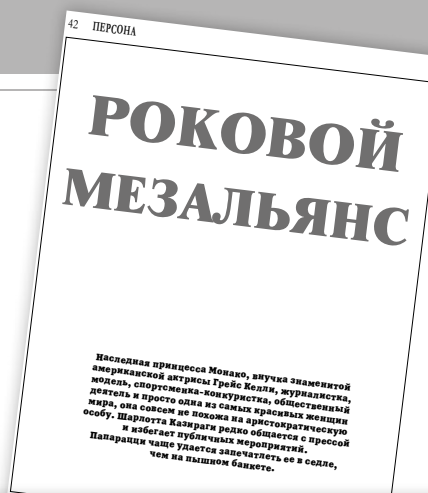 42 ПЕРСОНА
РОКОВОЙ
МЕЗАЛЬЯНС
Наследная принцесса Монако, внучка знаменитой
американской актрисы Грейс Келли, журналистка,
модель, спортсменка-конкуристка, общественный
деятель и просто одна из самых красивых женщин
мира, она совсем не похожа на аристократическую
особу. Шарлотта Казираги редко общается с прессой
и избегает публичных мероприятий.
Папарацци чаще удается запечатлеть ее в седле,
чем на пышном банкете.